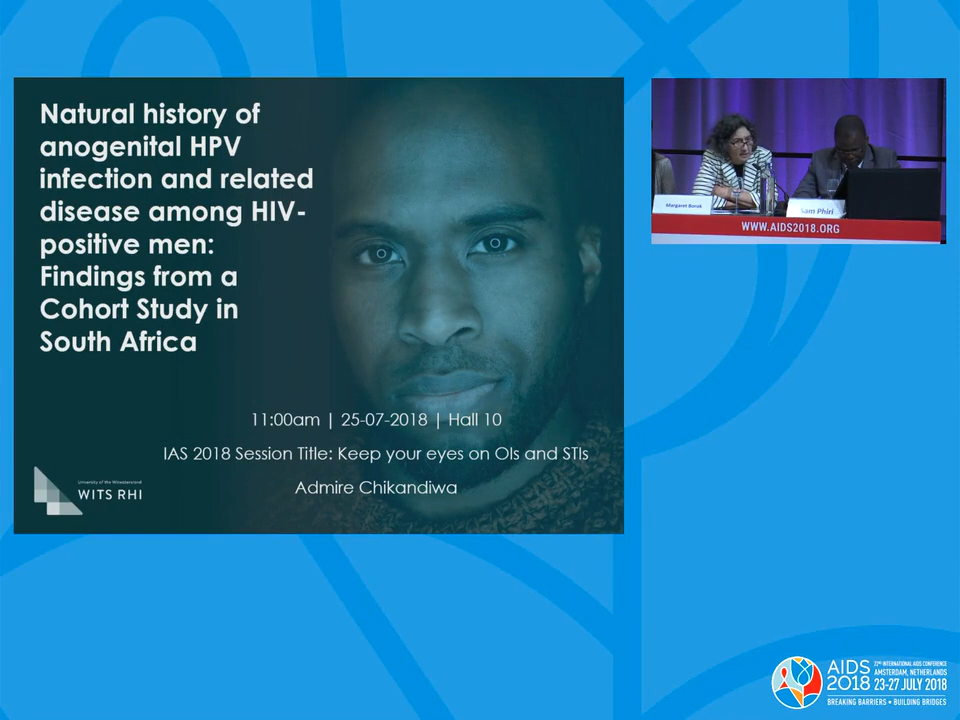 Natural history of
anogenital HPV
infection and related
disease among HIV-
positive men:
Findings from a
Cohort Study in
South Africa
11:00am | 25-07-2018 | Hall 10
IAS 2018 Session Title: Keep your eyes on OIs and STIs
Admire Chikandiwa
University of the Witwatersrand
WITS RHI
Margaret Borok
Sam Phiri
WWW.AIDS2018.ORG
AIDS
2018
22ND INTERNATIONAL AIDS CONFERENCE
AMSTERDAM, NETHERLANDS
23-27 JULY 2018
BREAKING BARRIERS • BUILDING BRIDGES